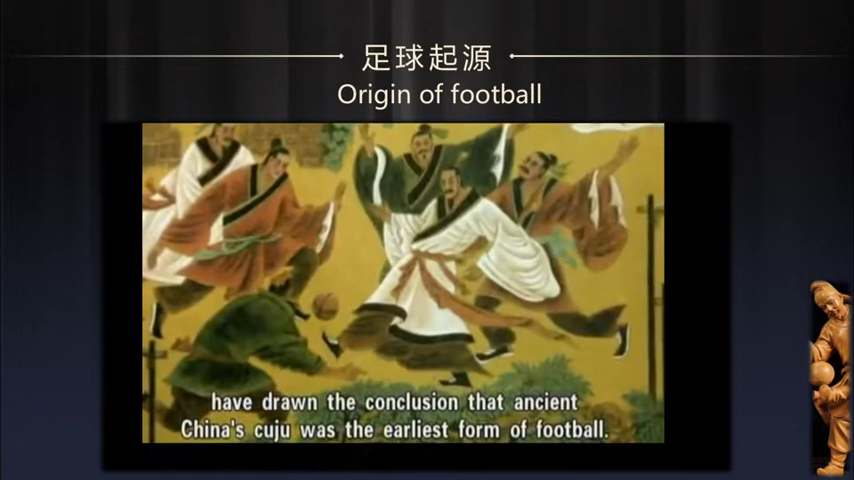 足球起源
Origin of football
have drawn the conclusion that ancient
China's cuju was the earliest form of football.